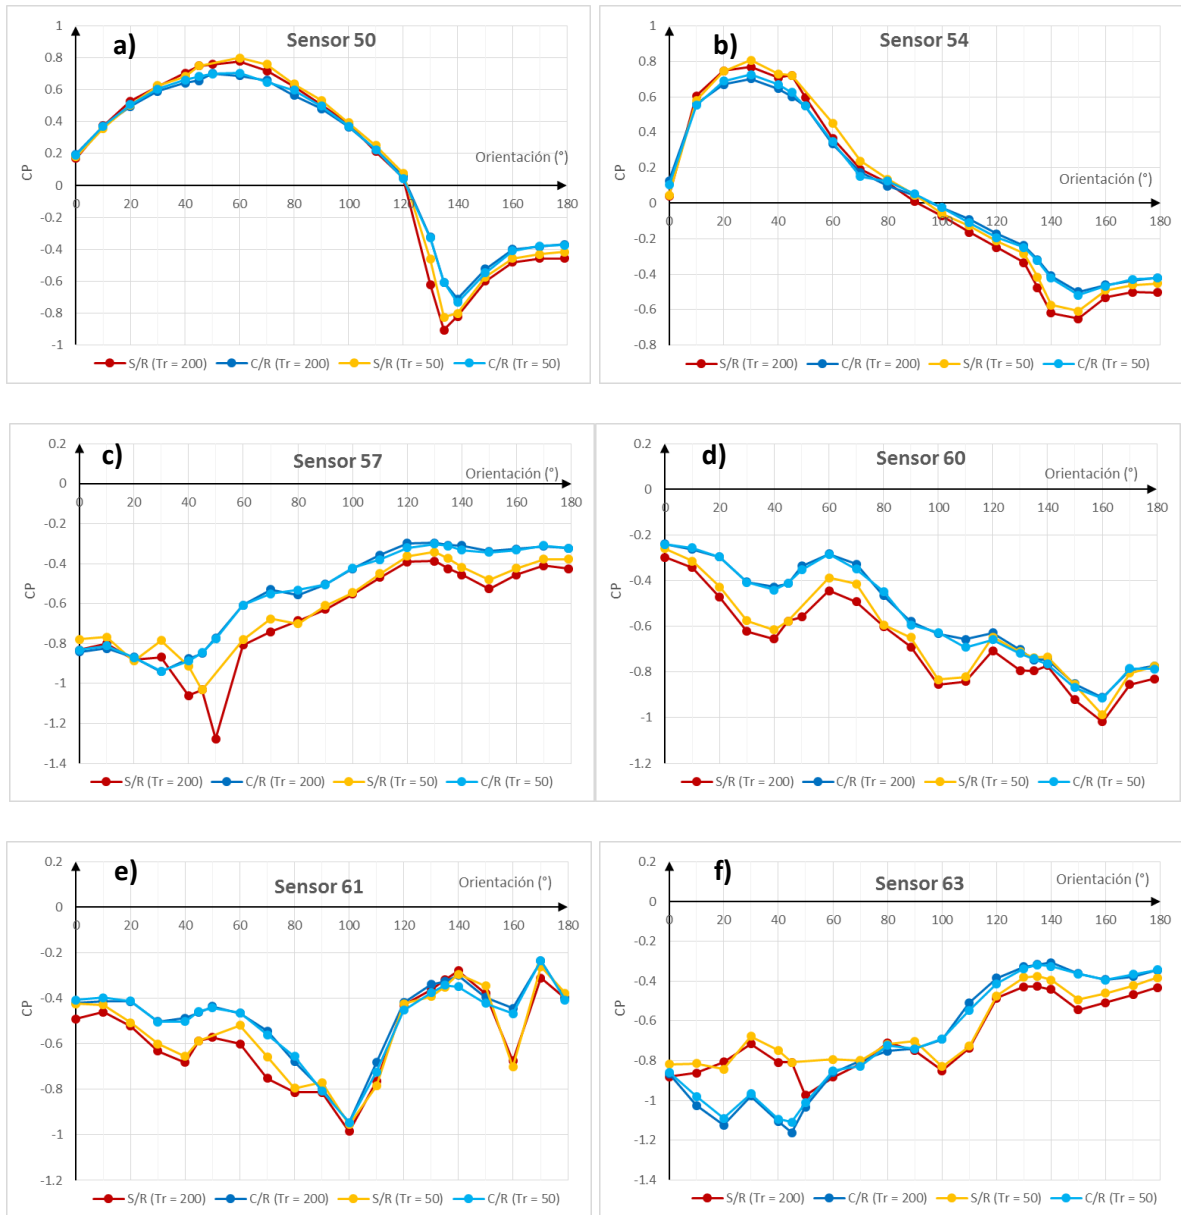 a)
Sensor 50
1
0.8
0.6
0.4
0.2
0
-0.2
-0.4
-0.6
-0.8
-1
CP
Orientación (°)
0 20 40 60 80 100 120 140 160 180
S/R (Tr = 200) C/R (Tr = 200) S/R (Tr = 50) C/R (Tr = 50)
b)
Sensor 54
1
0.8
0.6
0.4
0.2
0
-0.2
-0.4
-0.6
-0.8
CP
Orientación (°)
0 20 40 60 80 100 120 140 160 180
S/R (Tr = 200) C/R (Tr = 200) S/R (Tr = 50) C/R (Tr = 50)
c)
Sensor 57
Orientación (°)
0.2
0
-0.2
-0.4
-0.6
-0.8
-1
-1.2
-1.4
CP
0 20 40 60 80 100 120 140 160 180
S/R (Tr = 200) C/R (Tr = 200) S/R (Tr = 50) C/R (Tr = 50)
d)
Sensor 60
Orientación (°)
0.2
0
-0.2
-0.4
-0.6
-0.8
-1
-1.2
CP
0 20 40 60 80 100 120 140 160 180
S/R (Tr = 200) C/R (Tr = 200) S/R (Tr = 50) C/R (Tr = 50)
e)
Sensor 61
Orientación (°)
0.2
0
-0.2
-0.4
-0.6
-0.8
-1
-1.2
CP
0 20 40 60 80 100 120 140 160 180
S/R (Tr = 200) C/R (Tr = 200) S/R (Tr = 50) C/R (Tr = 50)
f)
Sensor 63
Orientación (°)
0.2
0
-0.2
-0.4
-0.6
-0.8
-1
-1.2
-1.4
CP
0 20 40 60 80 100 120 140 160 180
S/R (Tr = 200) C/R (Tr = 200) S/R (Tr = 50) C/R (Tr = 50)